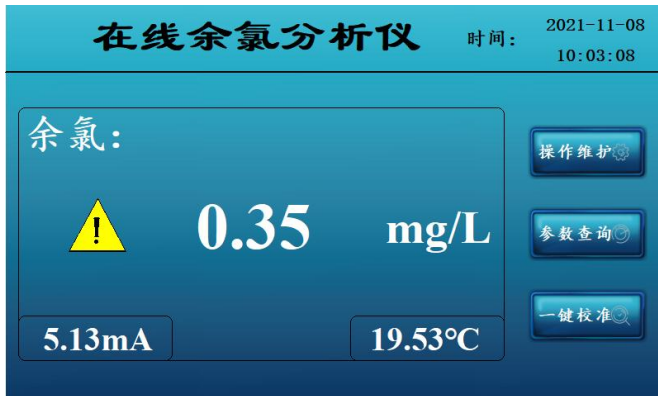 在线余氯分析仪
时间:
2021-11-08
10:03:08
余氯:
!
0.35 mg/L
5.13mA
19.53℃
操作维护
参数查询
一键校准